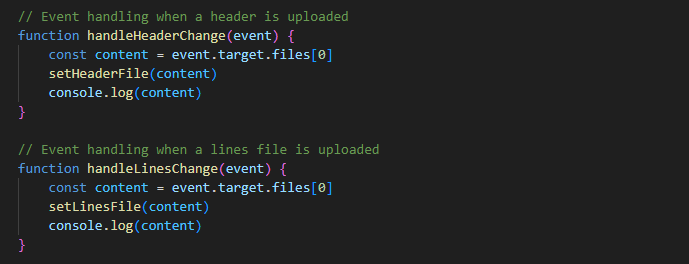 // Event handling when a header is uploaded
function handleHeaderChange(event) {
    const content = event.target.files[0]
    setHeaderFile(content)
    console.log(content)
}
// Event handling when a lines file is uploaded
function handleLinesChange(event) {
    const content = event.target.files[0]
    setLinesFile(content)
    console.log(content)
}